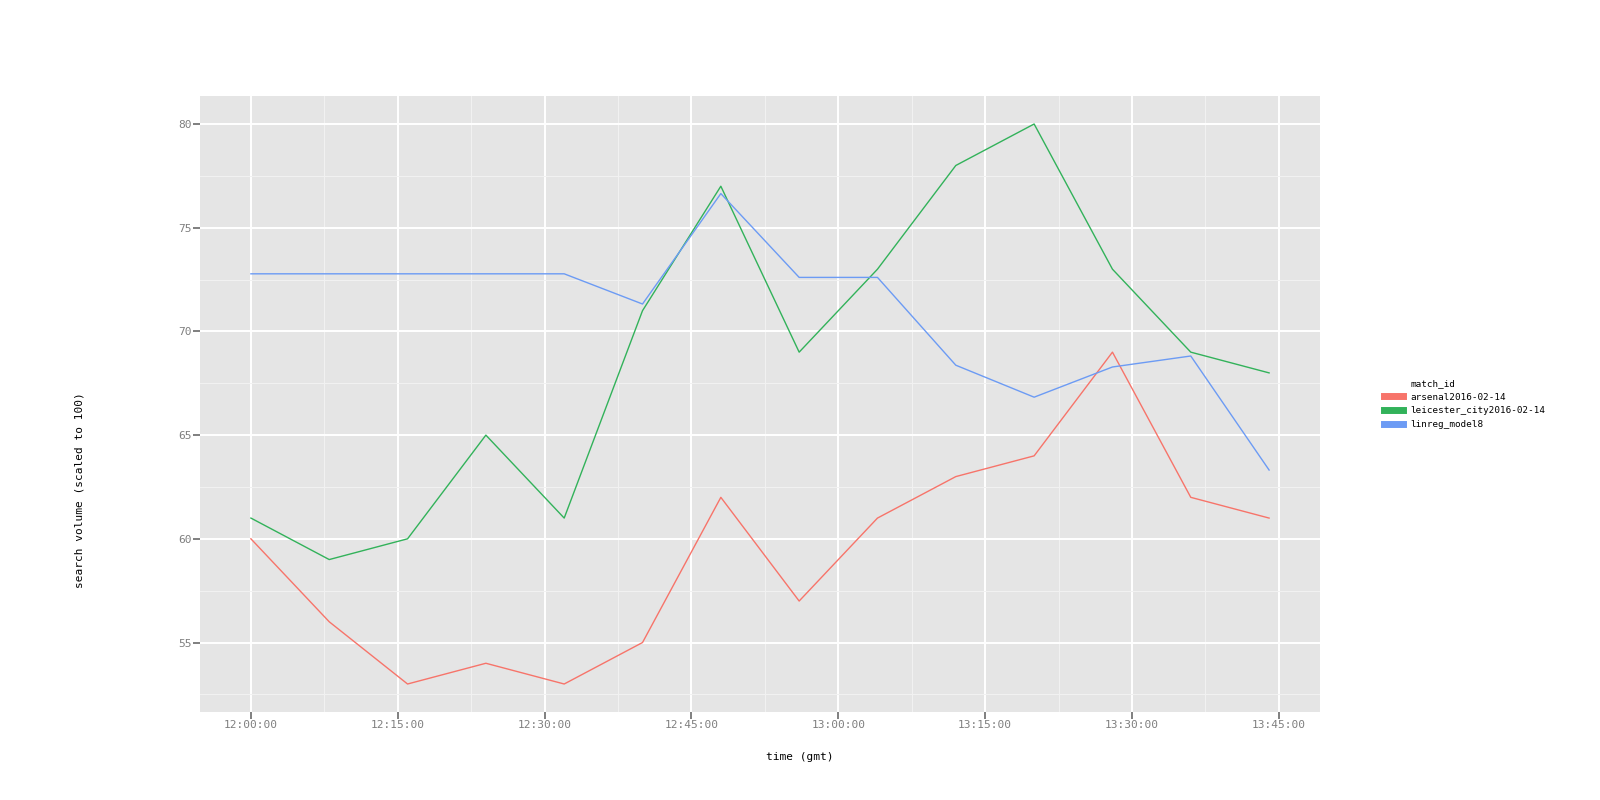 80
75
70
65
60
55
search volume (scaled to 100)
12:00:00 12:15:00 12:30:00 12:45:00 13:00:00 13:15:00 13:30:00 13:45:00
time (gmt)
match_id
arsenal2016-02-14
leicester_city2016-02-14
linreg_model8